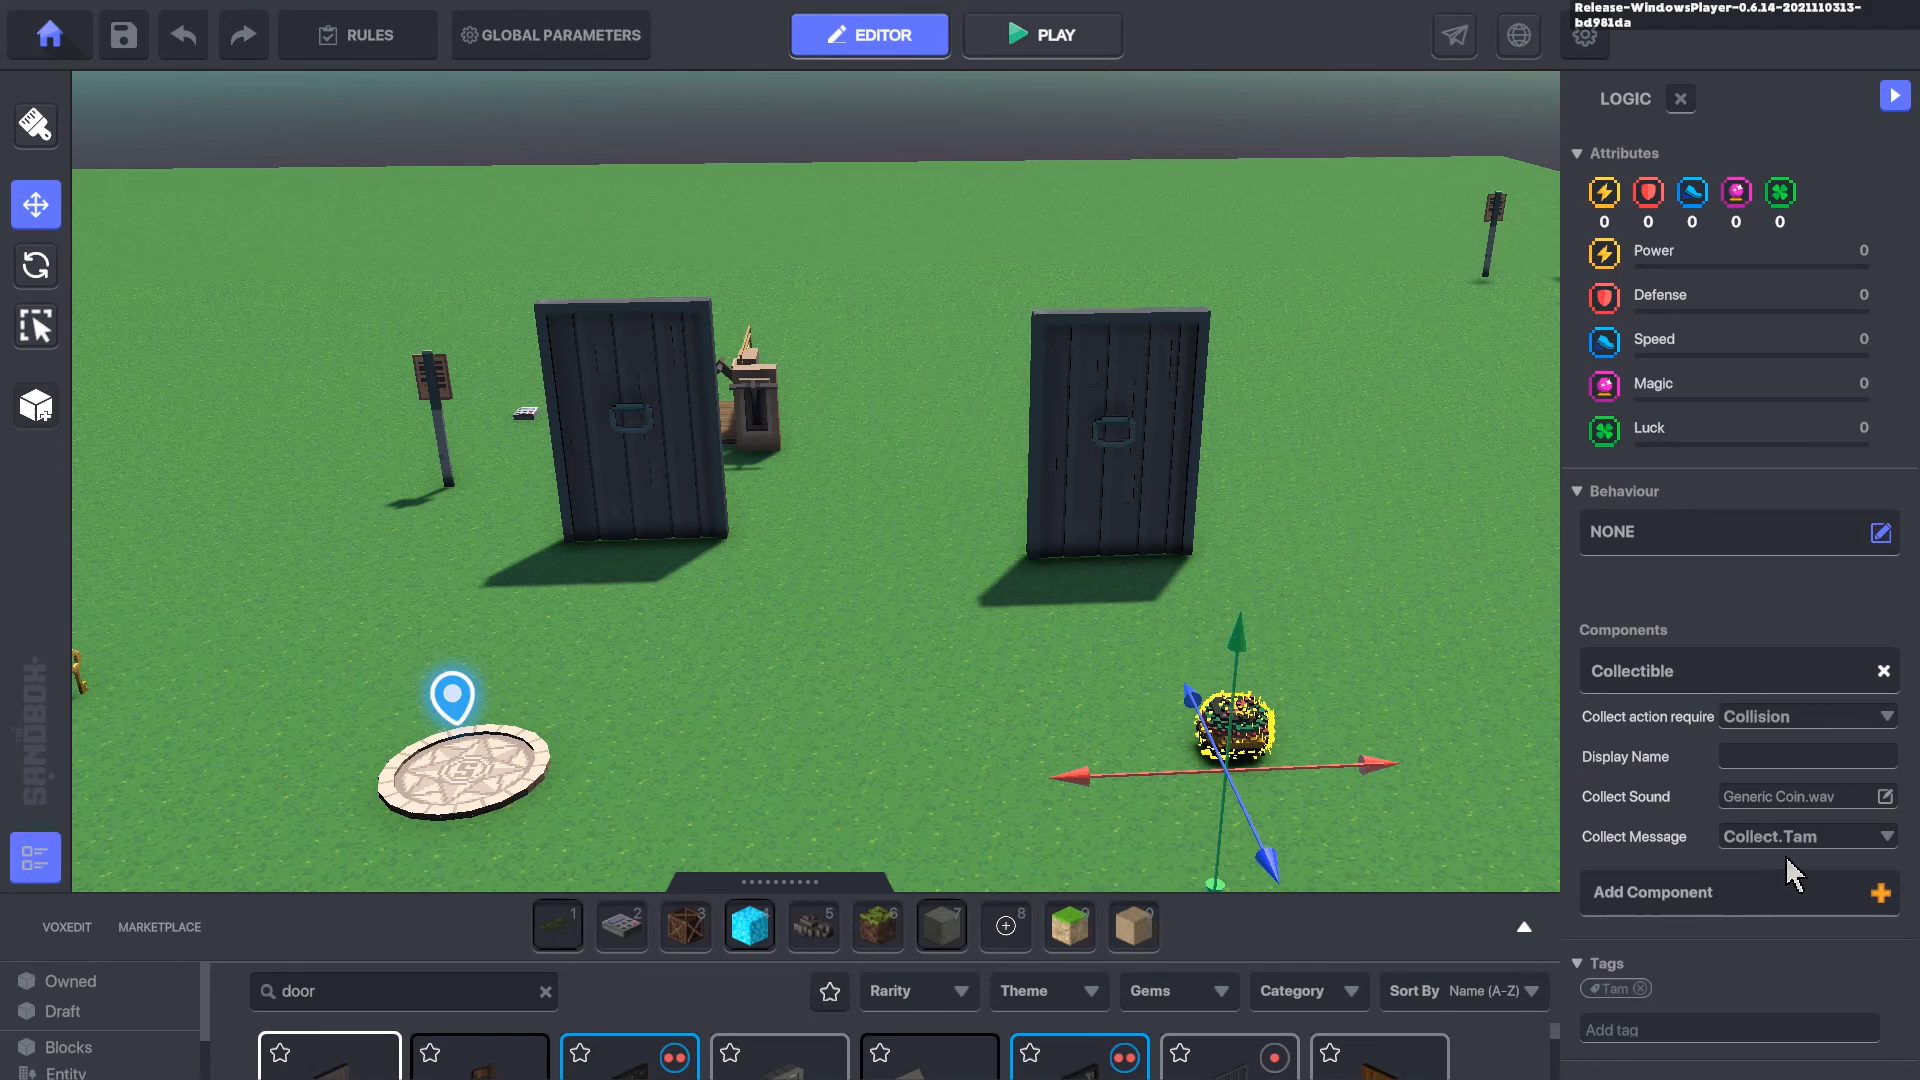 Release-WindowsPlayer-0.6.14-2021110313-
bd981da
RULES
GLOBAL PARAMETERS
EDITOR
PLAY
LOGIC
Attributes
0 0 0 0 0
Power 0
Defense 0
Speed 0
Magic 0
Luck 0
Behaviour
NONE
Components
Collectible
Collect action require Collision
Display Name
Collect Sound Generic Coin.wav
Collect Message Collect.Tam
Add Component
Tags
Tam
Add tag
THE SANDBOX
VOXEDIT MARKETPLACE
1 2 3 5 6 7 8
Owned
Draft
Blocks
Entity
door
Rarity Theme Gems Category Sort By Name (A-Z)